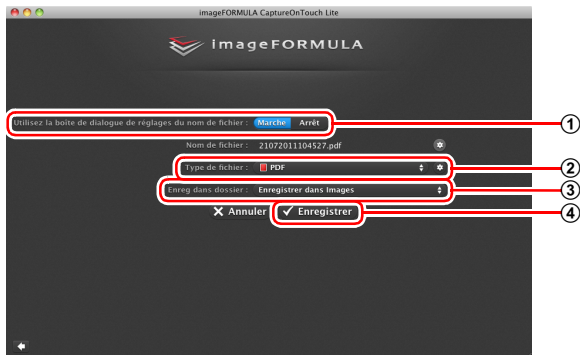 imageFORMULA CaptureOnTouch Lite
imageFORMULA
Utilisez la boîte de dialogue de réglages du nom de fichier : Marche Arrêt
1
Nom de fichier : 21072011104527.pdf
Type de fichier : PDF
2
Enreg dans dossier : Enregistrer dans Images
3
Annuler Enregistrer
4